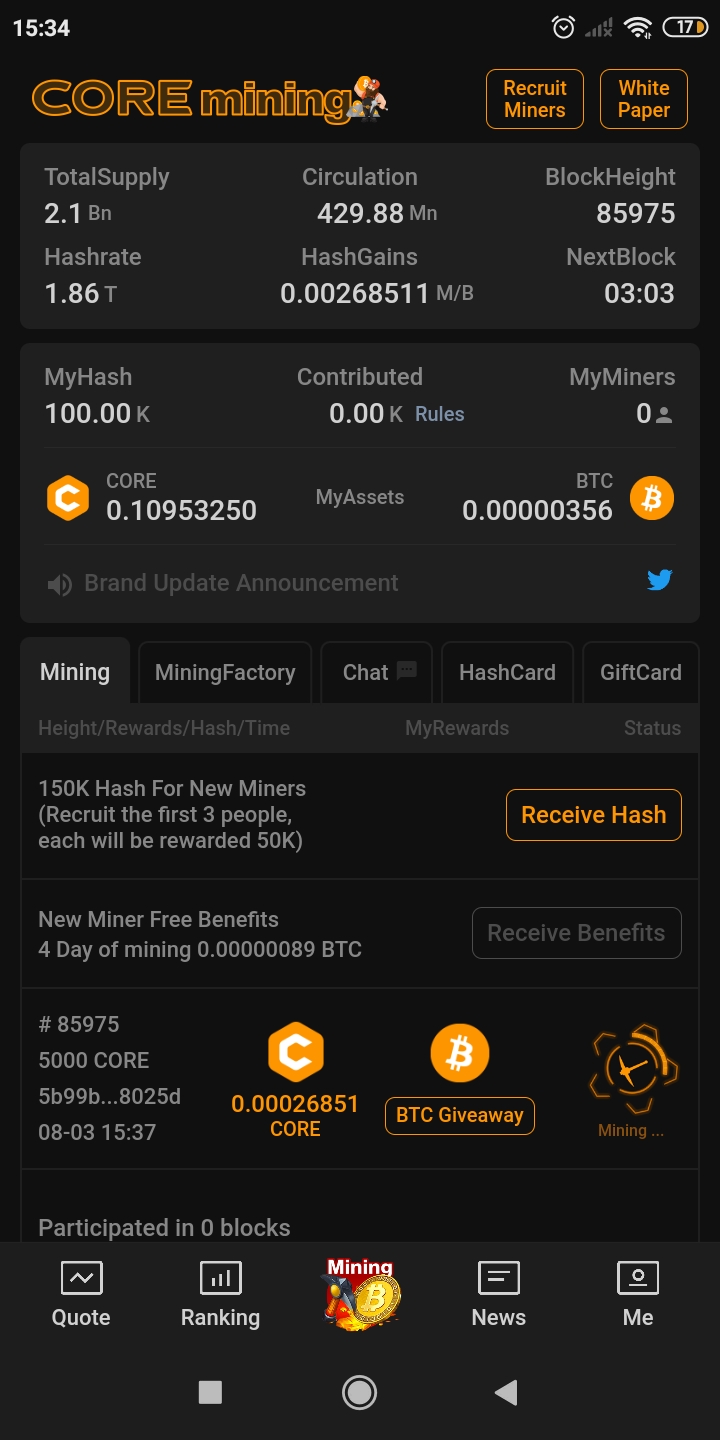 15:34
17
CORE mining
Recruit Miners
White Paper
TotalSupply Circulation BlockHeight
2.1 Bn 429.88 Mn 85975
Hashrate HashGains NextBlock
1.86 T 0.00268511 M/B 03:03
MyHash Contributed MyMiners
100.00 K 0.00 K Rules 0
CORE BTC
0.10953250 MyAssets 0.00000356
Brand Update Announcement
Mining MiningFactory Chat HashCard GiftCard
Height/Rewards/Hash/Time MyRewards Status
150K Hash For New Miners
(Recruit the first 3 people,
each will be rewarded 50K)
Receive Hash
New Miner Free Benefits
4 Day of mining 0.00000089 BTC
Receive Benefits
# 85975
5000 CORE
5b99b...8025d
08-03 15:37
0.00026851
CORE
BTC Giveaway
Mining ...
Participated in 0 blocks
Mining
Quote Ranking News Me